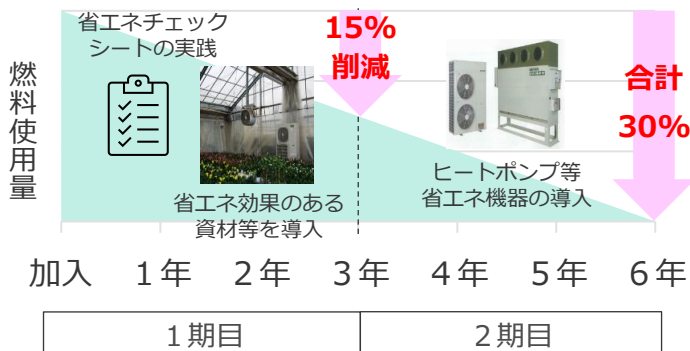 省エネチェック
シートの実践
15%
削減
合計
30%
燃料使用量
省エネ効果のある
資材等を導入
ヒートポンプ等
省エネ機器の導入
加入 1年 2年 3年 4年 5年 6年
1期目 2期目